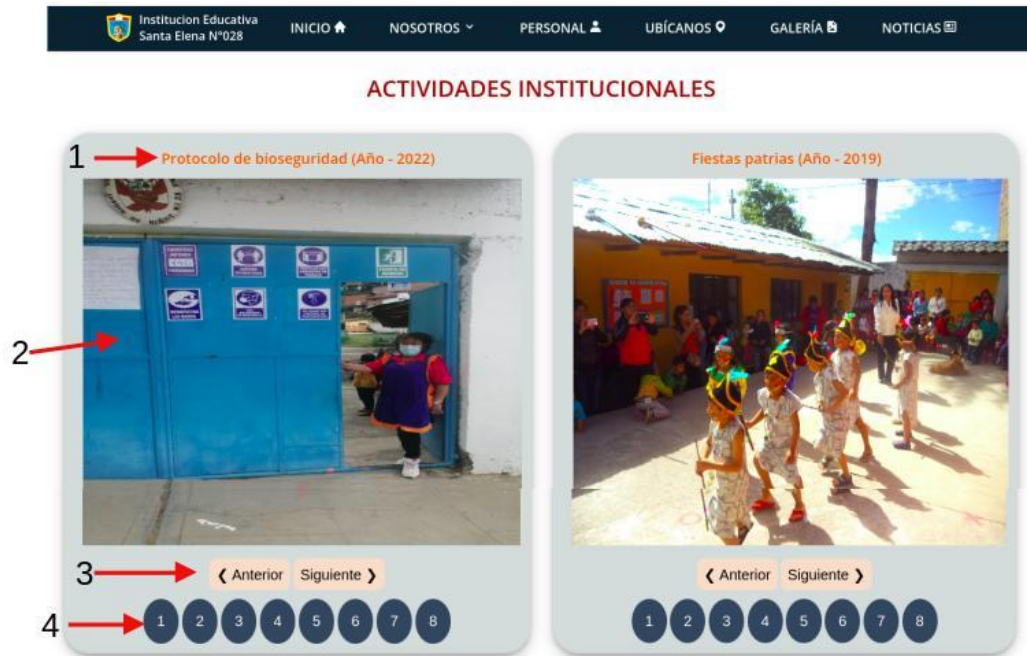 Institucion Educativa
Santa Elena N°028
INICIO
NOSOTROS
PERSONAL
UBÍCANOS
GALERÍA
NOTICIAS
ACTIVIDADES INSTITUCIONALES
1
Protocolo de bioseguridad (Año - 2022)
2
3
❮ Anterior Siguiente ❯
4
1 2 3 4 5 6 7 8
Fiestas patrias (Año - 2019)
❮ Anterior Siguiente ❯
1 2 3 4 5 6 7 8